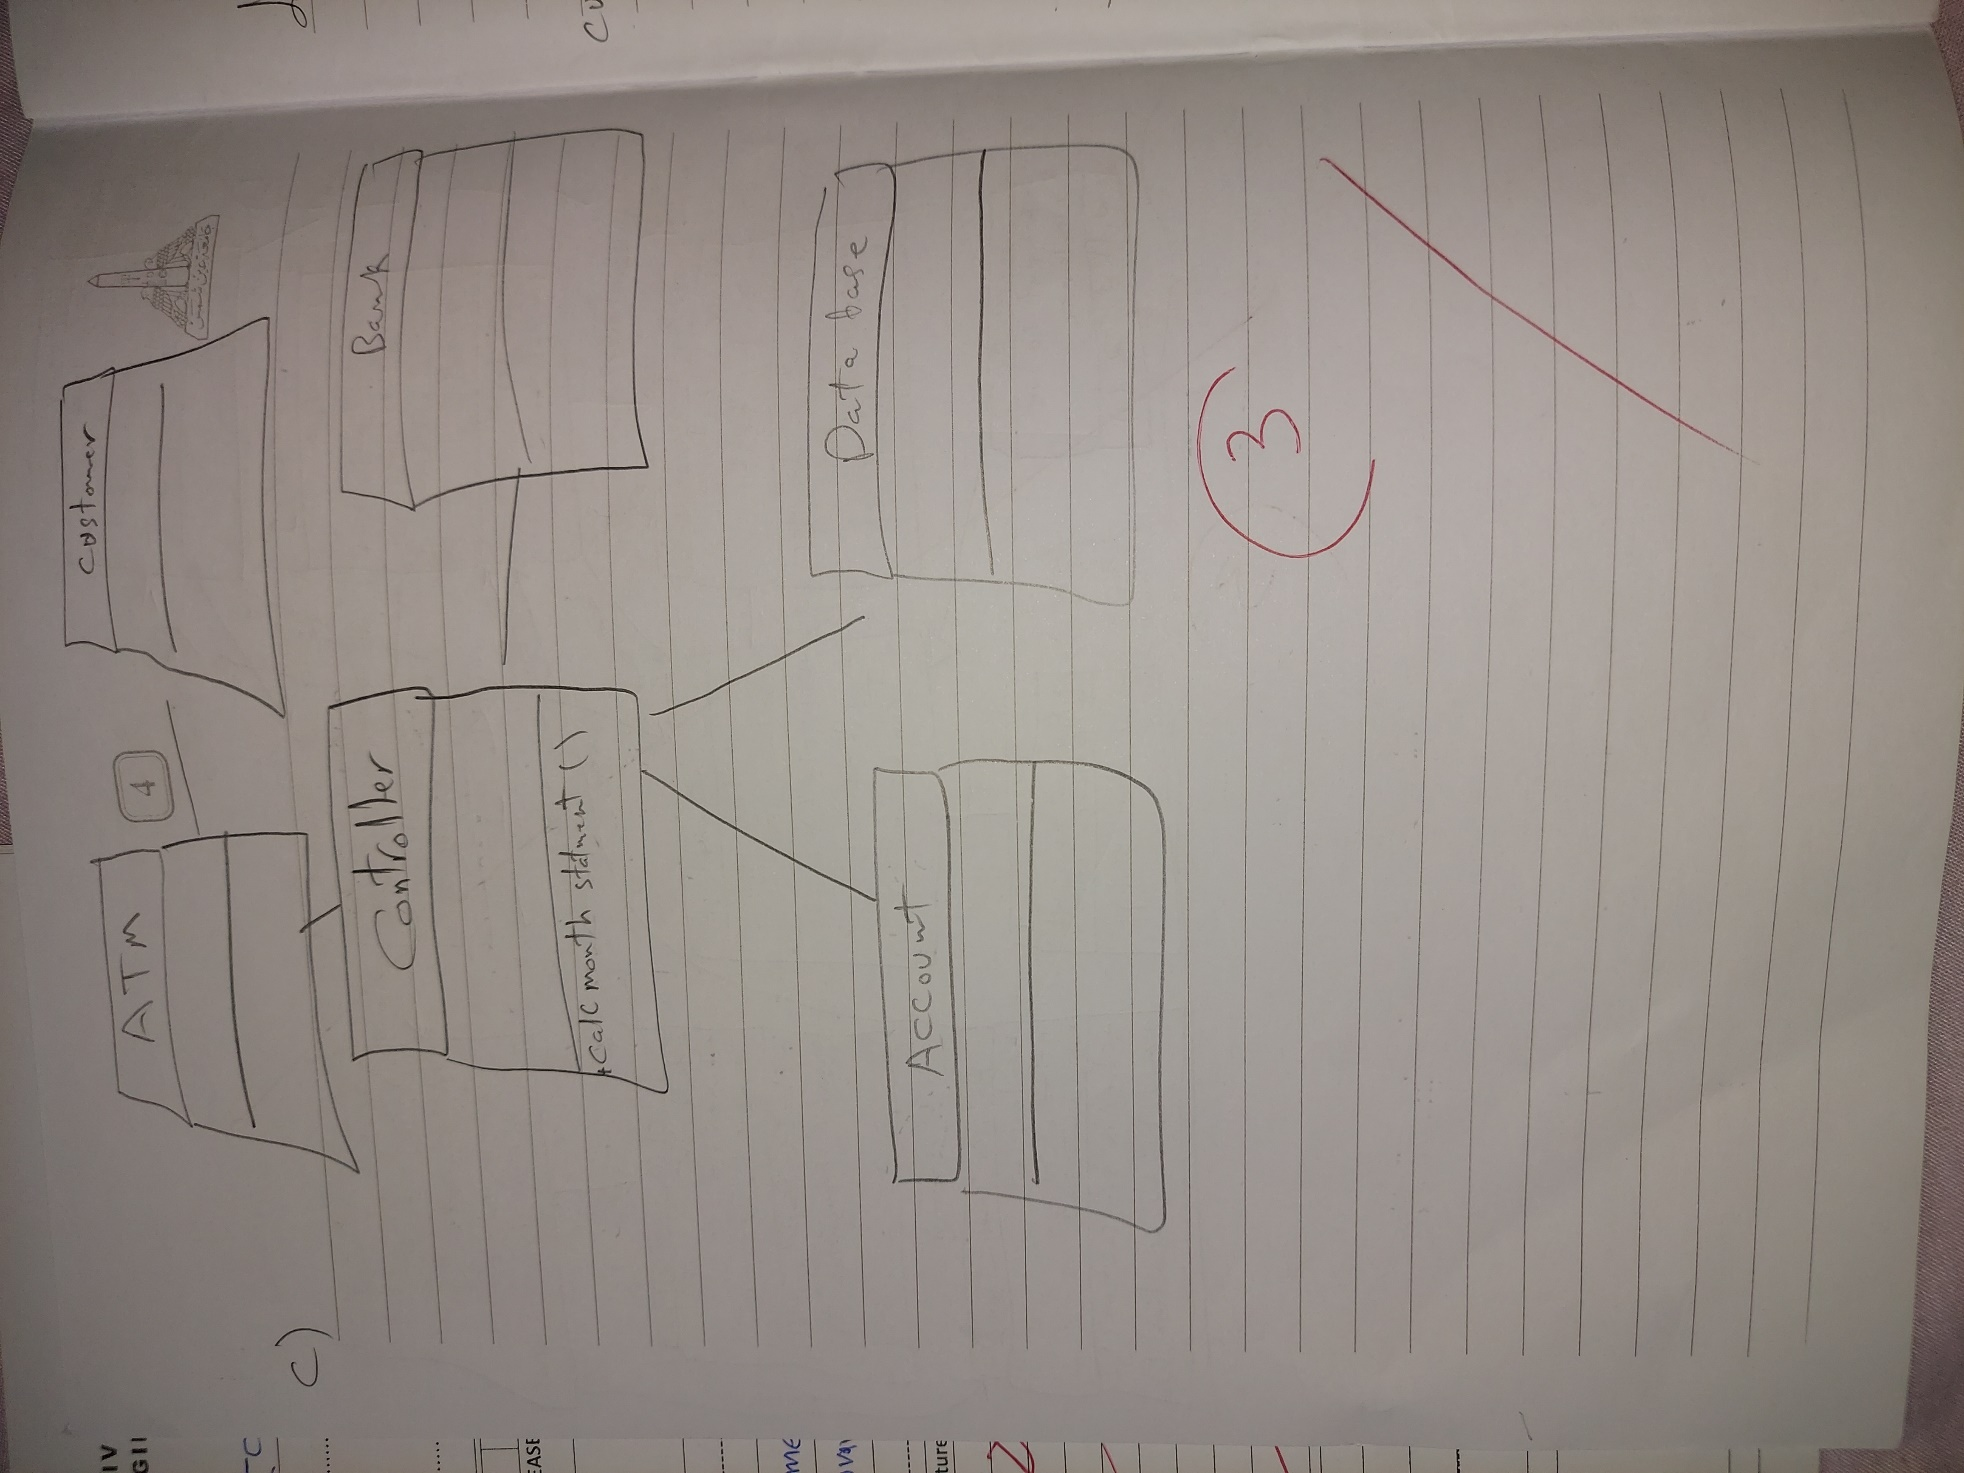 4
C)
ATM
Customer
Controller
+calc month statment ()
Bank
Account
Data base
3